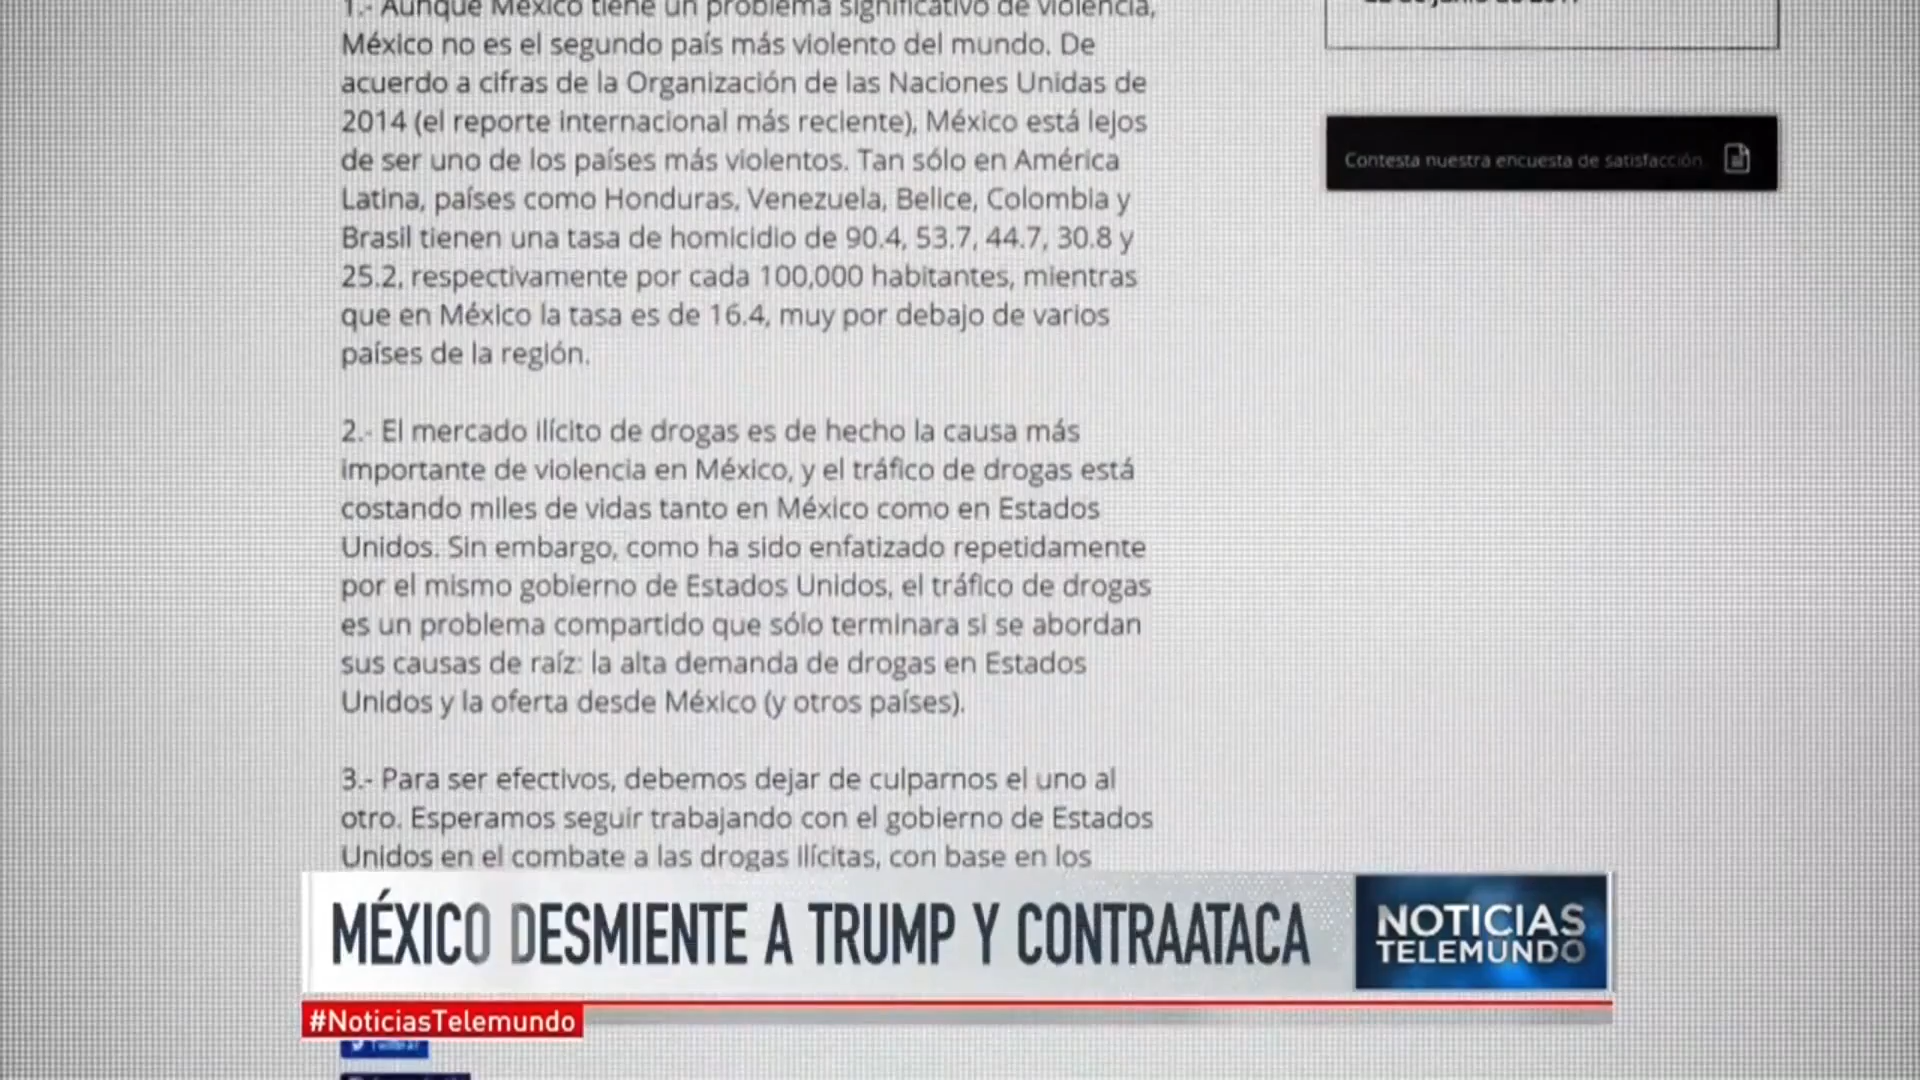 1.- Aunque México tiene un problema significativo de violencia,
México no es el segundo país más violento del mundo. De
acuerdo a cifras de la Organización de las Naciones Unidas de
2014 (el reporte internacional más reciente), México está lejos
de ser uno de los países más violentos. Tan sólo en América
Latina, países como Honduras, Venezuela, Belice, Colombia y
Brasil tienen una tasa de homicidio de 90.4, 53.7, 44.7, 30.8 y
25.2, respectivamente por cada 100,000 habitantes, mientras
que en México la tasa es de 16.4, muy por debajo de varios
países de la región.
2.- El mercado ilícito de drogas es de hecho la causa más
importante de violencia en México, y el tráfico de drogas está
costando miles de vidas tanto en México como en Estados
Unidos. Sin embargo, como ha sido enfatizado repetidamente
por el mismo gobierno de Estados Unidos, el tráfico de drogas
es un problema compartido que sólo terminara si se abordan
sus causas de raíz: la alta demanda de drogas en Estados
Unidos y la oferta desde México (y otros países).
3.- Para ser efectivos, debemos dejar de culparnos el uno al
otro. Esperamos seguir trabajando con el gobierno de Estados
Unidos en el combate a las drogas ilícitas, con base en los
Contesta nuestra encuesta de satisfacción.
MÉXICO DESMIENTE A TRUMP Y CONTRAATACA
NOTICIAS
TELEMUNDO
#NoticiasTelemundo